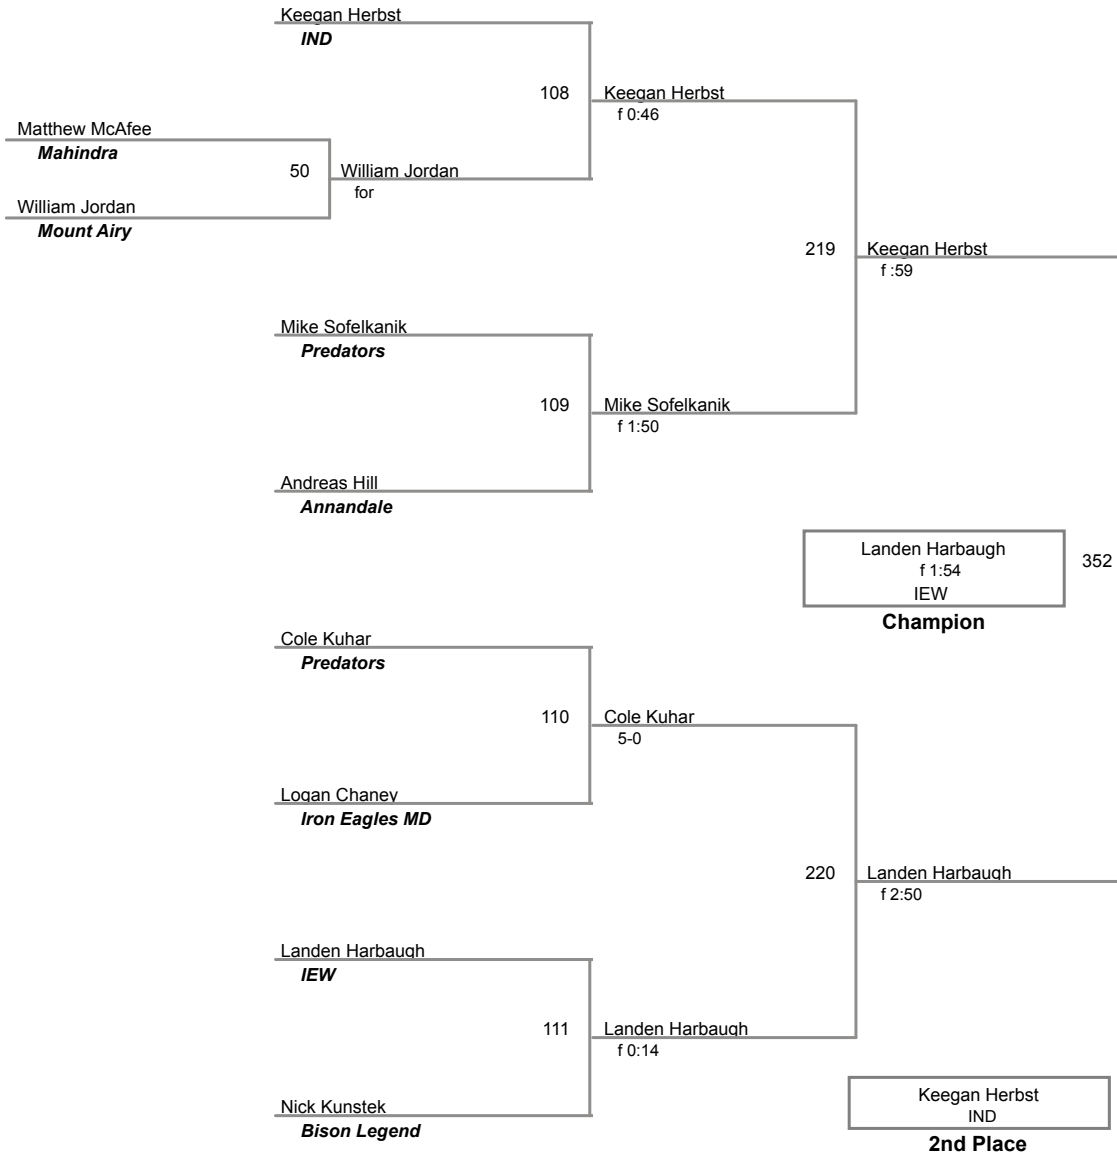 Keegan Herbst
IND
108
Keegan Herbst
f 0:46
Matthew McAfee
Mahindra
50
William Jordan
for
William Jordan
Mount Airy
219
Keegan Herbst
f :59
Mike Sofelkanik
Predators
109
Mike Sofelkanik
f 1:50
Andreas Hill
Annandale
Landen Harbaugh
f 1:54
IEW
352
Champion
Cole Kuhar
Predators
110
Cole Kuhar
5-0
Logan Chaney
Iron Eagles MD
220
Landen Harbaugh
f 2:50
Landen Harbaugh
IEW
111
Landen Harbaugh
f 0:14
Nick Kunstek
Bison Legend
Keegan Herbst
IND
2nd Place